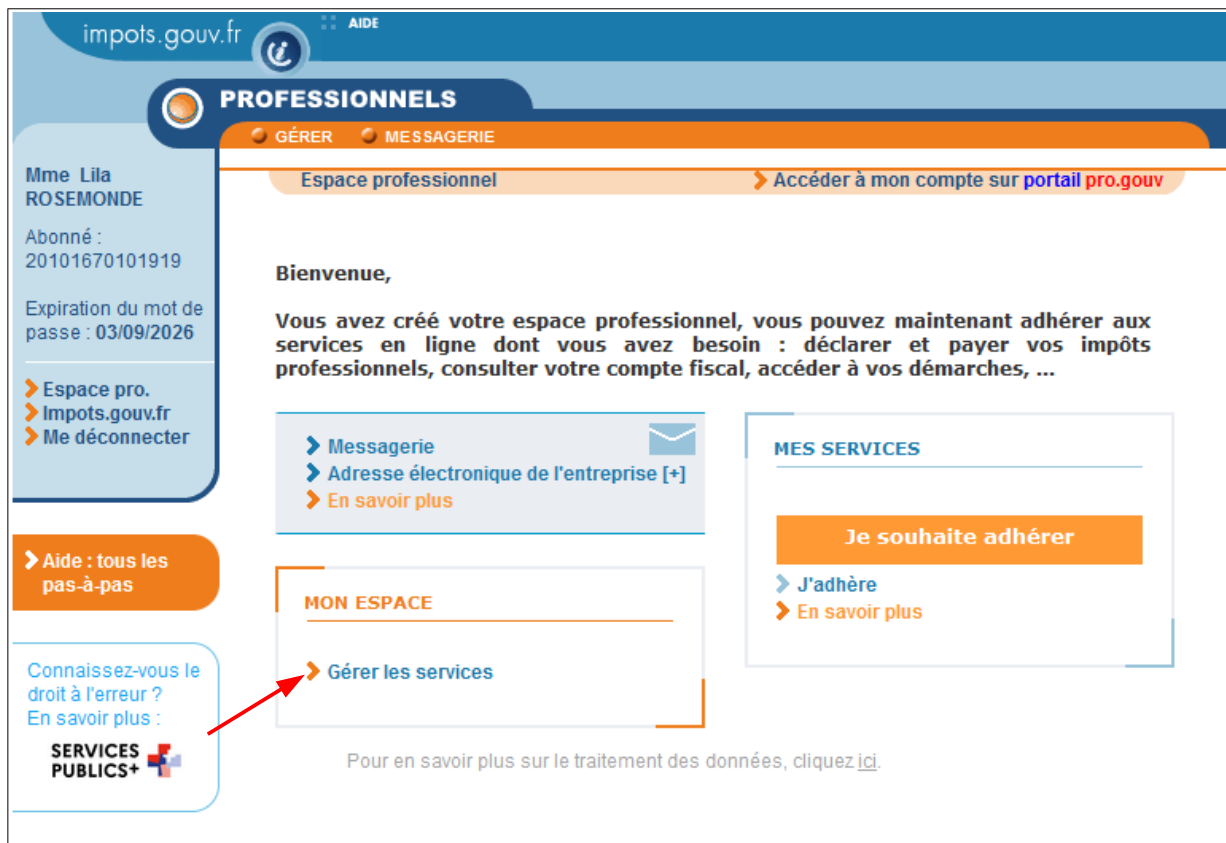 impots.gouv.fr
AIDE
PROFESSIONNELS
GÉRER MESSAGERIE
Mme Lila
ROSEMONDE
Abonné :
20101670101919
Expiration du mot de
passe : 03/09/2026
Espace pro.
Impots.gouv.fr
Me déconnecter
Aide : tous les
pas-à-pas
Connaissez-vous le
droit à l'erreur ?
En savoir plus :
SERVICES
PUBLICS+
Espace professionnel Accéder à mon compte sur portail pro.gouv
Bienvenue,
Vous avez créé votre espace professionnel, vous pouvez maintenant adhérer aux
services en ligne dont vous avez besoin : déclarer et payer vos impôts
professionnels, consulter votre compte fiscal, accéder à vos démarches, ...
Messagerie
Adresse électronique de l'entreprise [+]
En savoir plus
MON ESPACE
Gérer les services
MES SERVICES
Je souhaite adhérer
J'adhère
En savoir plus
Pour en savoir plus sur le traitement des données, cliquez ici.